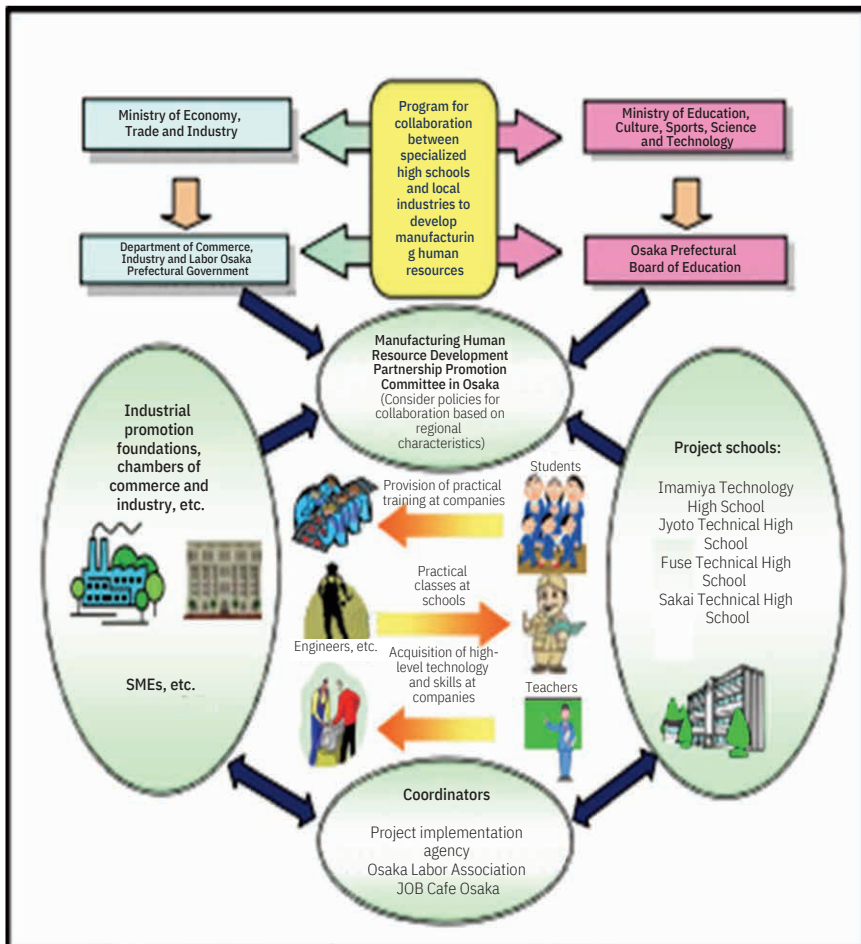 Ministry of Economy,
Trade and Industry
Program for
collaboration
between
specialized
high schools
and local
industries to
develop
manufacturin
g human
resources
Ministry of Education,
Culture, Sports, Science
and Technology
Department of Commerce,
Industry and Labor Osaka
Prefectural Government
Osaka Prefectural
Board of Education
Manufacturing Human
Resource Development
Partnership Promotion
Committee in Osaka
(Consider policies for
collaboration based on
regional
characteristics)
Industrial
promotion
foundations,
chambers of
commerce and
industry, etc.
SMEs, etc.
Students
Provision of practical
training at companies
Practical
classes at
schools
Engineers, etc.
Acquisition of high-
level technology
and skills at
companies
Teachers
Project schools:
Imamiya Technology
High School
Jyoto Technical High
School
Fuse Technical High
School
Sakai Technical High
School
Coordinators
Project implementation
agency
Osaka Labor Association
JOB Cafe Osaka